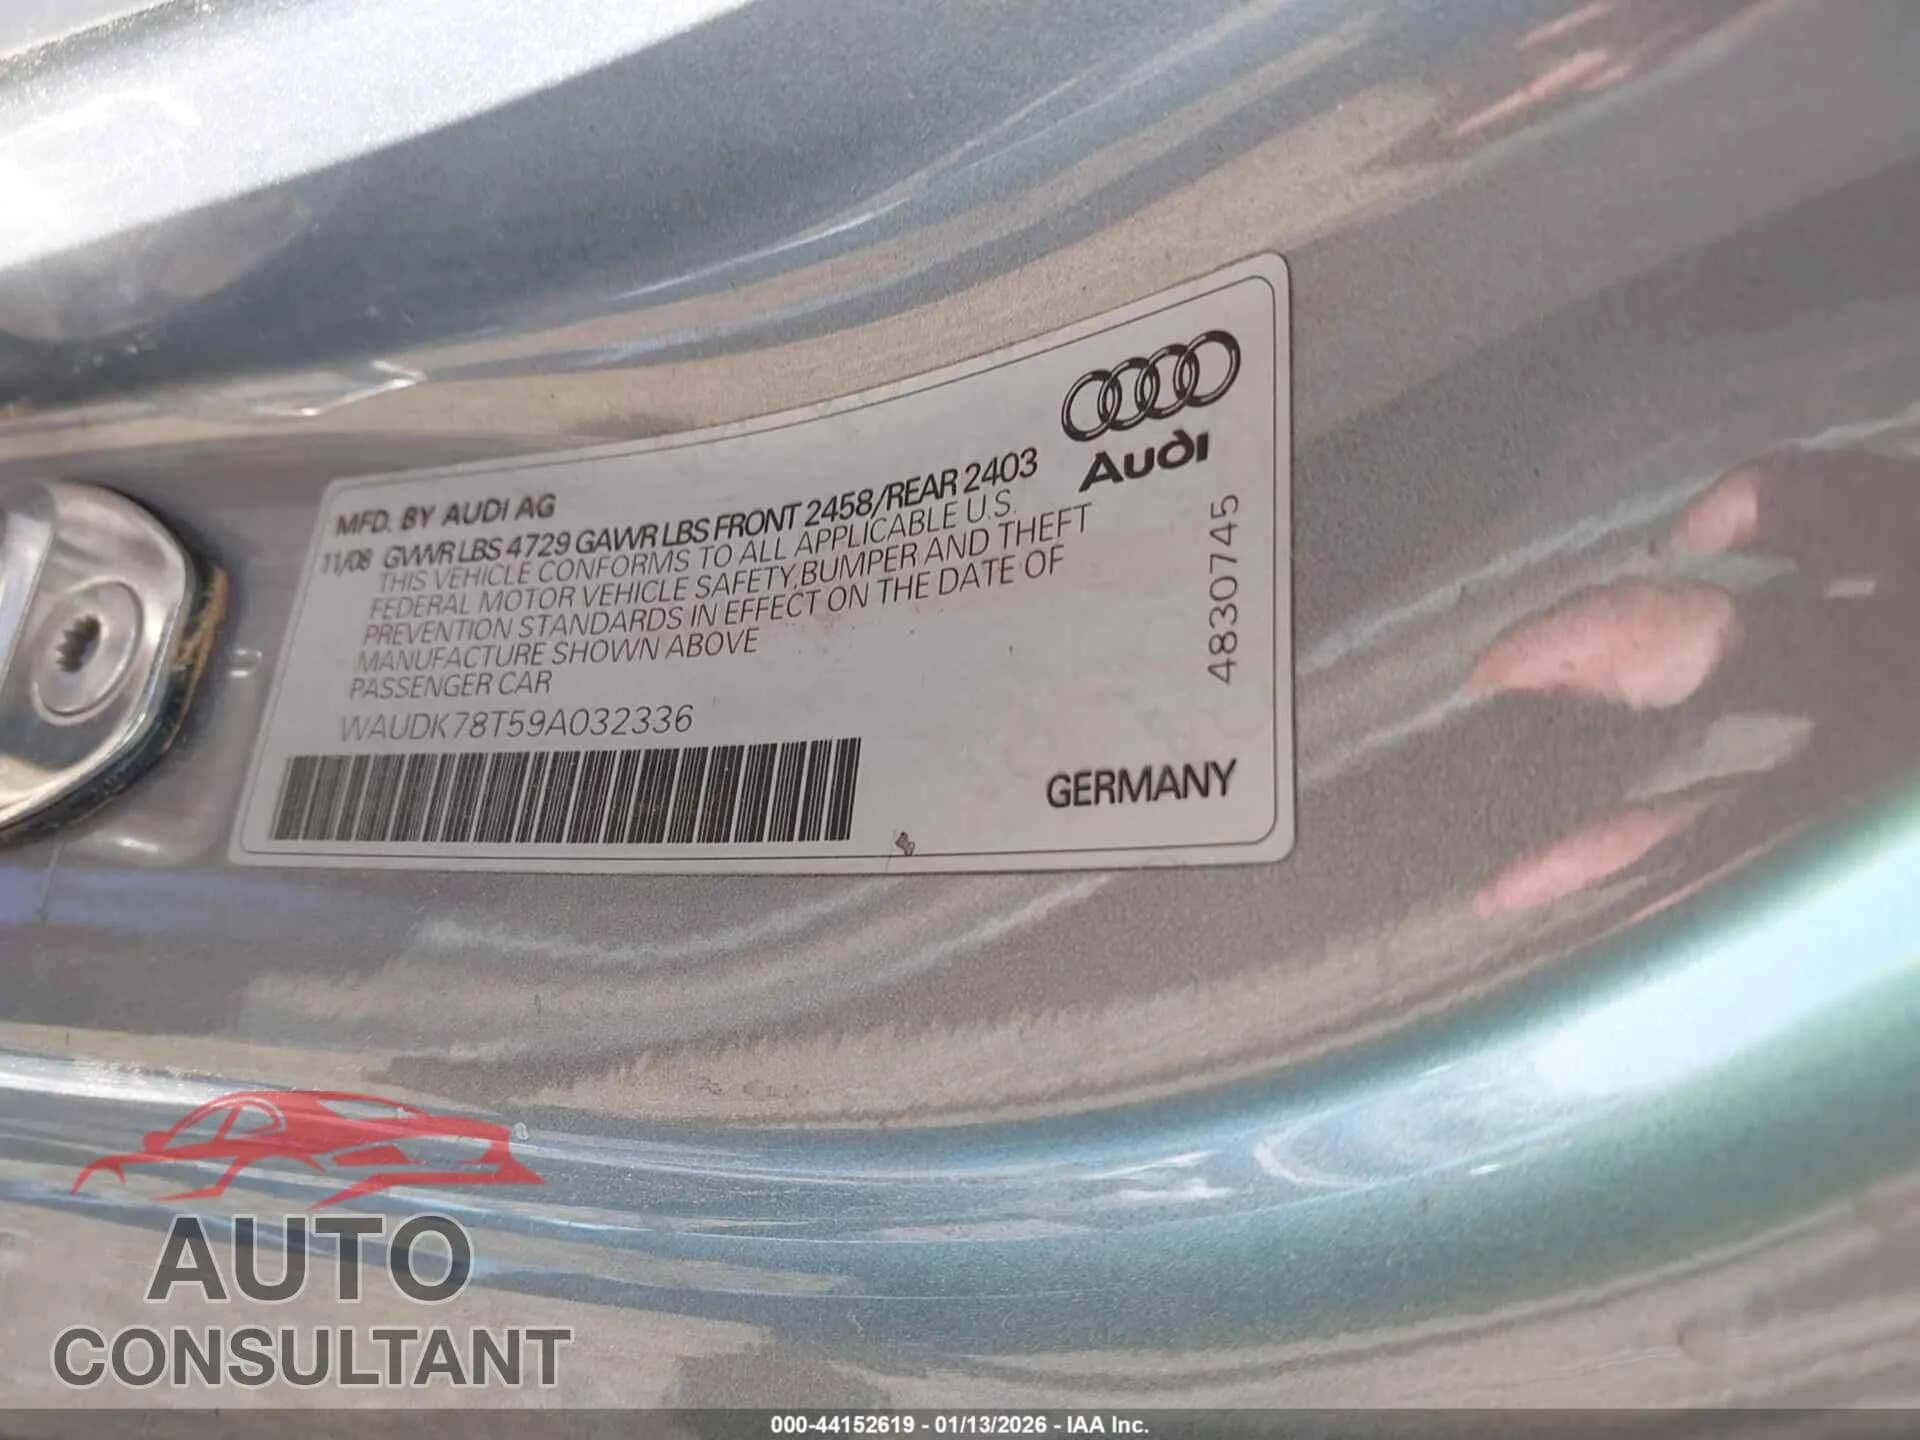 Audi
MFD. BY AUDI AG
11/08 GVWR LBS 4729 GAWR LBS FRONT 2458/REAR 2403
THIS VEHICLE CONFORMS TO ALL APPLICABLE U.S.
FEDERAL MOTOR VEHICLE SAFETY,BUMPER AND THEFT
PREVENTION STANDARDS IN EFFECT ON THE DATE OF
MANUFACTURE SHOWN ABOVE
PASSENGER CAR
WAUDK78T59A032336
4830745
GERMANY
AUTO
CONSULTANT
000-44152619 - 01/13/2026 - IAA Inc.